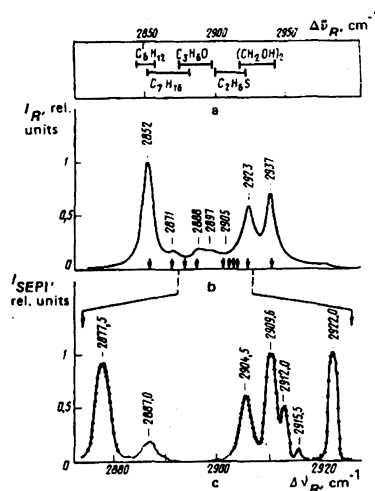 2850 2900 2950 Δν̃R, cm⁻¹
C6H12 C3H6O (CH2OH)2
C7H16 C2H6S
a
IR, rel. units
2852
2871
2888
2897
2905
2923
2937
1
0,5
0
b
ISEPI, rel. units
2877,5
2887,0
2904,5
2909,6
2912,0
2915,5
2922,0
1
0,5
0
2880 2900 2920
c ΔνR, cm⁻¹